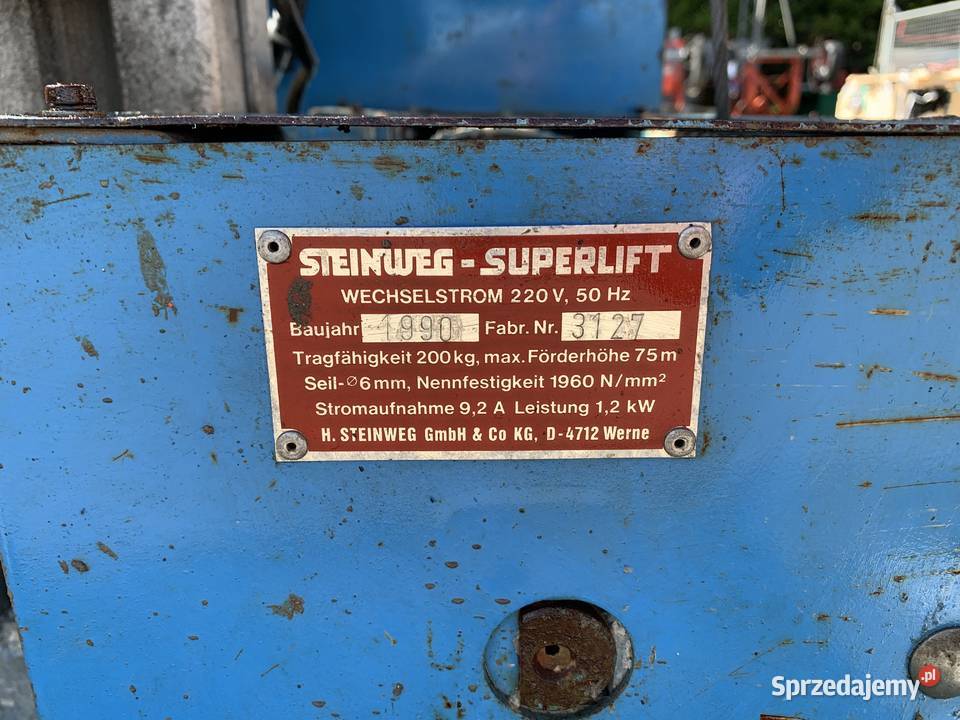 STEINWEG - SUPERLIFT
WECHSELSTROM 220 V, 50 Hz
Baujahr 1990 Fabr. Nr. 3127
Tragfähigkeit 200 kg, max. Förderhöhe 75 m
Seil-∅ 6 mm, Nennfestigkeit 1960 N/mm²
Stromaufnahme 9,2 A Leistung 1,2 kW
H. STEINWEG GmbH & Co KG, D-4712 Werne
Sprzedajemy.pl